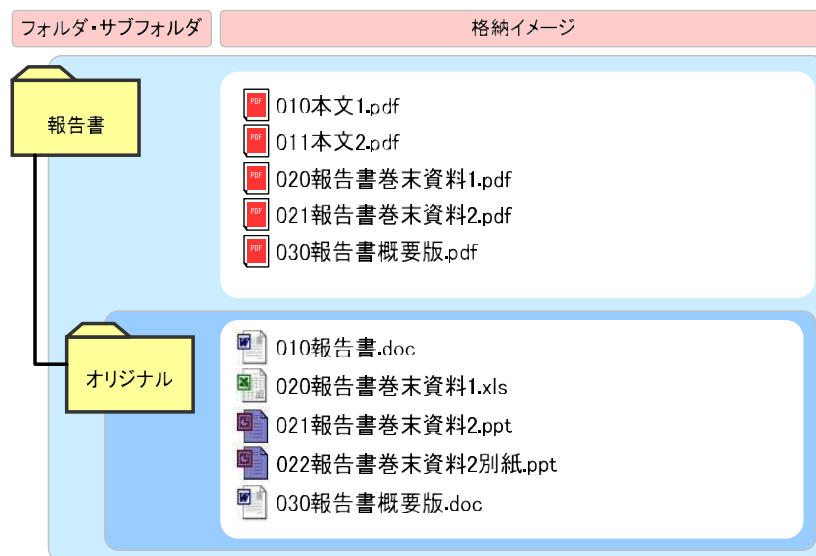 フォルダ・サブフォルダ
格納イメージ
報告書
PDF 010本文1.pdf
PDF 011本文2.pdf
PDF 020報告書巻末資料1.pdf
PDF 021報告書巻末資料2.pdf
PDF 030報告書概要版.pdf
オリジナル
010報告書.doc
020報告書巻末資料1.xls
021報告書巻末資料2.ppt
022報告書巻末資料2別紙.ppt
030報告書概要版.doc